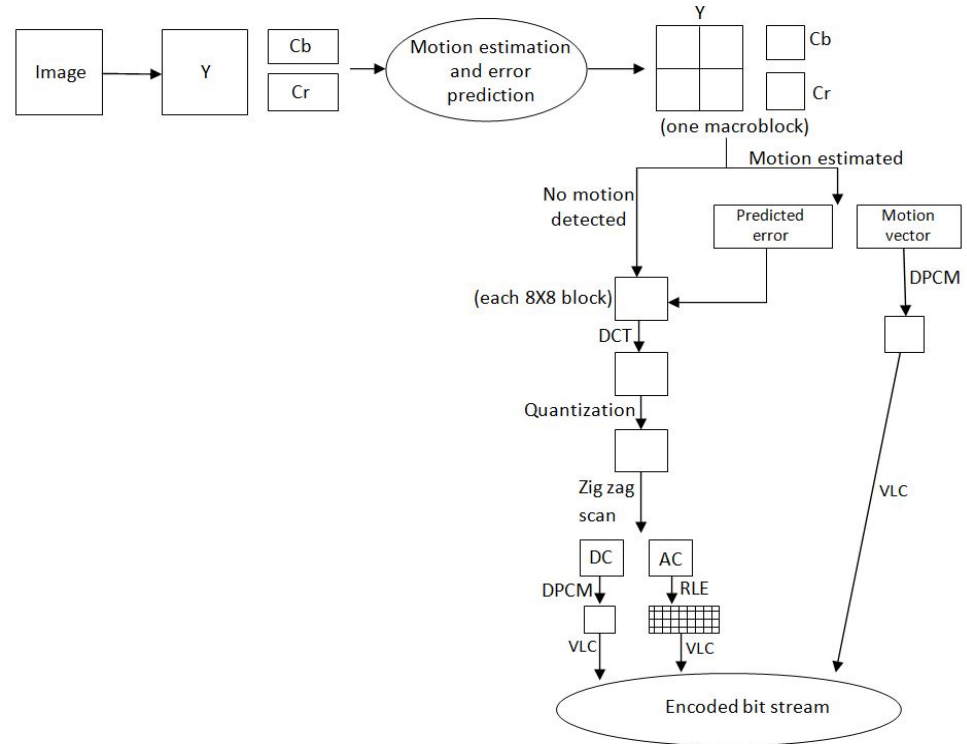 Image
Y
Cb
Cr
Motion estimation
and error
prediction
Y
Cb
Cr
(one macroblock)
Motion estimated
No motion
detected
Predicted
error
Motion
vector
DPCM
(each 8X8 block)
DCT
Quantization
Zig zag
scan
VLC
DC
AC
DPCM
RLE
VLC
VLC
Encoded bit stream